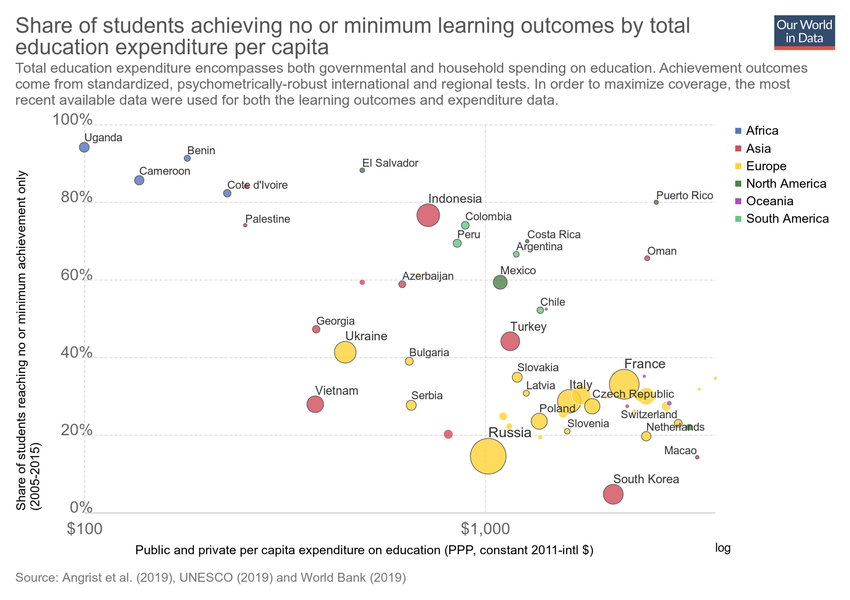 Share of students achieving no or minimum learning outcomes by total
education expenditure per capita
Our World
in Data
Total education expenditure encompasses both governmental and household spending on education. Achievement outcomes
come from standardized, psychometrically-robust international and regional tests. In order to maximize coverage, the most
recent available data were used for both the learning outcomes and expenditure data.
100%
Uganda
Benin
Cameroon
El Salvador
Cote d'Ivoire
80%
Puerto Rico
Indonesia
Palestine
Colombia
Peru
Costa Rica
Argentina
Oman
60%
Azerbaijan
Mexico
Chile
Georgia
Ukraine
Turkey
40%
Bulgaria
Slovakia
France
Vietnam
Serbia
Latvia
Italy
Czech Republic
Poland
Switzerland
20%
Russia
Slovenia
Netherlands
Macao
South Korea
0%
$100
$1,000
Africa
Asia
Europe
North America
Oceania
South America
Share of students reaching no or minimum achievement only
(2005-2015)
Public and private per capita expenditure on education (PPP, constant 2011-intl $)
log
Source: Angrist et al. (2019), UNESCO (2019) and World Bank (2019)